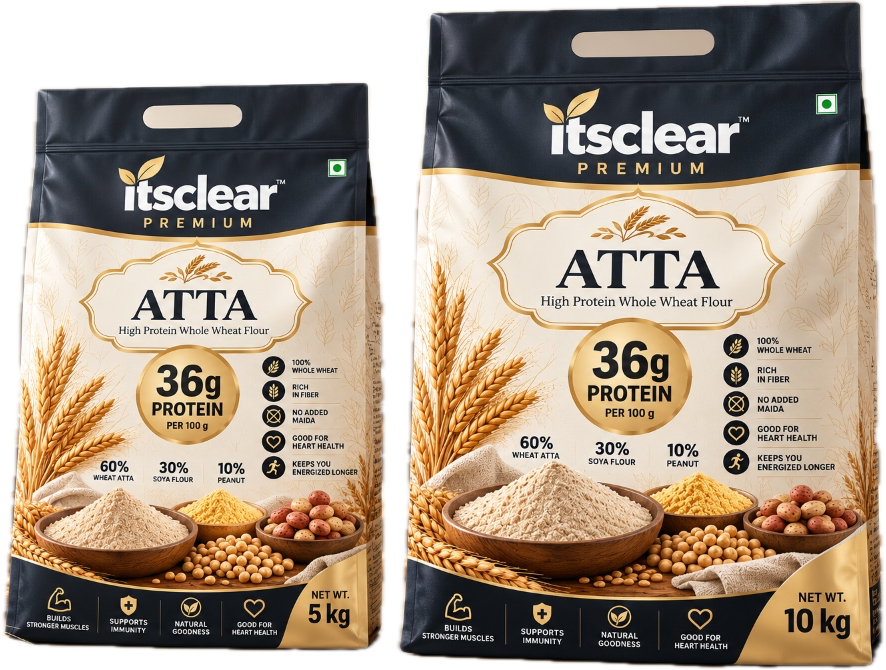 itsclear™
PREMIUM
ATTA
High Protein Whole Wheat Flour
36g
PROTEIN
PER 100 g
100%
WHOLE WHEAT
RICH
IN FIBER
NO ADDED
MAIDA
GOOD FOR
HEART HEALTH
KEEPS YOU
ENERGIZED LONGER
60%
WHEAT ATTA
30%
SOYA FLOUR
10%
PEANUT
BUILDS
STRONGER MUSCLES
SUPPORTS
IMMUNITY
NATURAL
GOODNESS
GOOD FOR
HEART HEALTH
NET WT.
5 kg
itsclear™
PREMIUM
ATTA
High Protein Whole Wheat Flour
36g
PROTEIN
PER 100 g
100%
WHOLE WHEAT
RICH
IN FIBER
NO ADDED
MAIDA
GOOD FOR
HEART HEALTH
KEEPS YOU
ENERGIZED LONGER
60%
WHEAT ATTA
30%
SOYA FLOUR
10%
PEANUT
BUILDS
STRONGER MUSCLES
SUPPORTS
IMMUNITY
NATURAL
GOODNESS
GOOD FOR
HEART HEALTH
NET WT.
10 kg